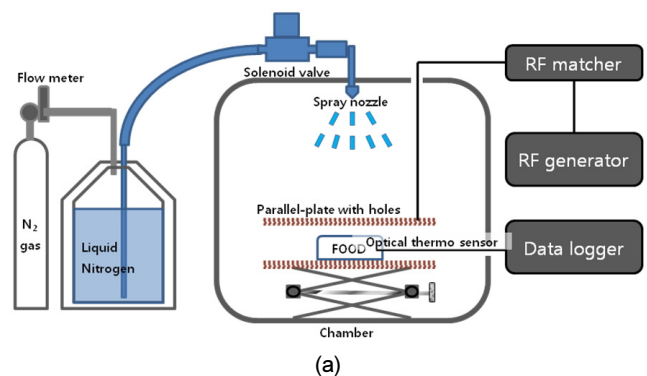 Flow meter
Solenoid valve
RF matcher
Spray nozzle
RF generator
N2
gas
Liquid
Nitrogen
Parallel-plate with holes
FOOD
Optical thermo sensor
Data logger
Chamber
(a)